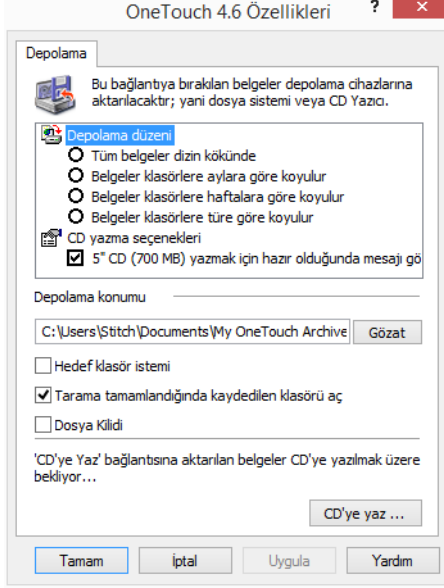 OneTouch 4.6 Özellikleri
Depolama
Bu bağlantıya bırakılan belgeler depolama cihazlarına
aktarılacaktır; yani dosya sistemi veya CD Yazıcı.
Depolama düzeni
Tüm belgeler dizin kökünde
Belgeler klasörlere aylara göre koyulur
Belgeler klasörlere haftalara göre koyulur
Belgeler klasörlere türe göre koyulur
CD yazma seçenekleri
5" CD (700 MB) yazmak için hazır olduğunda mesajı gö
Depolama konumu
C:\Users\Stitch\Documents\My OneTouch Archive
Gözat
Hedef klasör istemi
Tarama tamamlandığında kaydedilen klasörü aç
Dosya Kilidi
'CD'ye Yaz' bağlantısına aktarılan belgeler CD'ye yazılmak üzere
bekliyor...
CD'ye yaz ...
Tamam İptal Uygula Yardım